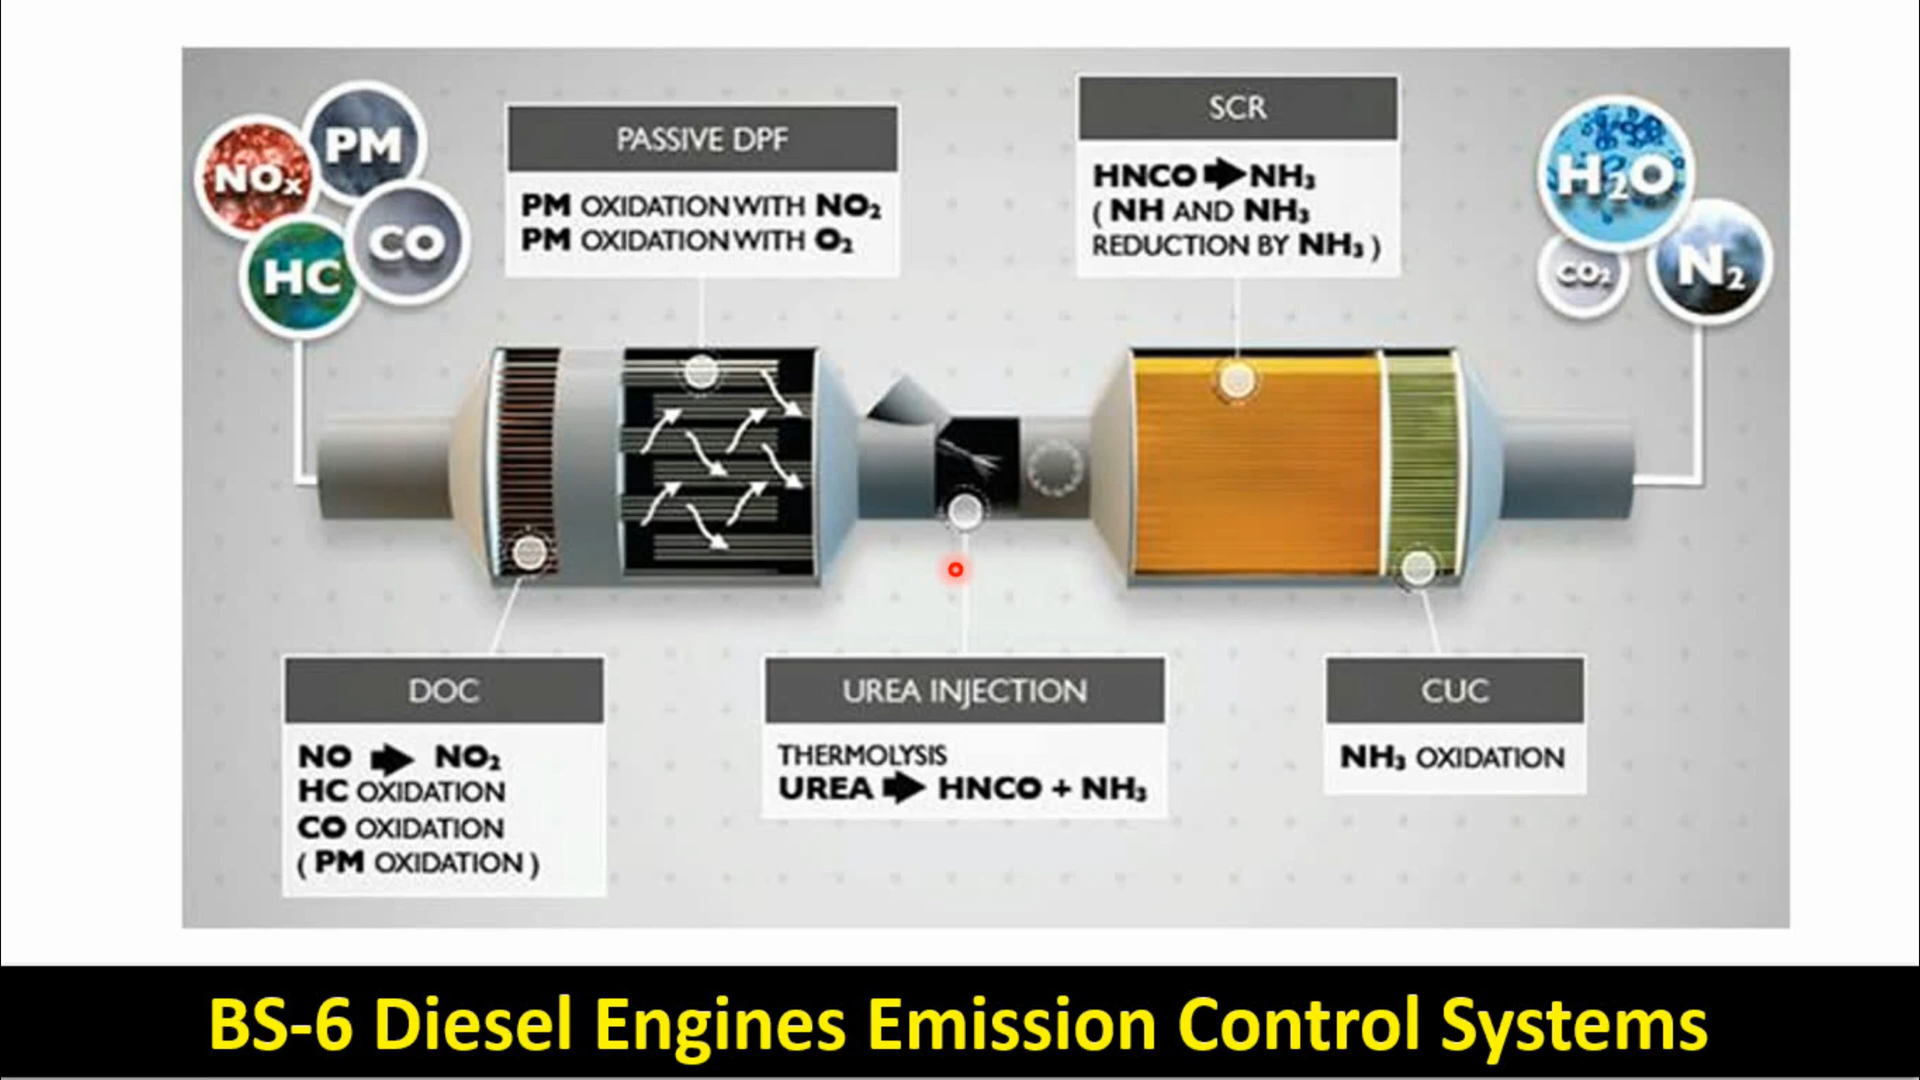 NOx
PM
HC
CO
PASSIVE DPF
PM OXIDATION WITH NO2
PM OXIDATION WITH O2
SCR
HNCO ➡ NH3
( NH AND NH3
REDUCTION BY NH3 )
H2O
CO2
N2
DOC
NO ➡ NO2
HC OXIDATION
CO OXIDATION
( PM OXIDATION )
UREA INJECTION
THERMOLYSIS
UREA ➡ HNCO + NH3
CUC
NH3 OXIDATION
BS-6 Diesel Engines Emission Control Systems